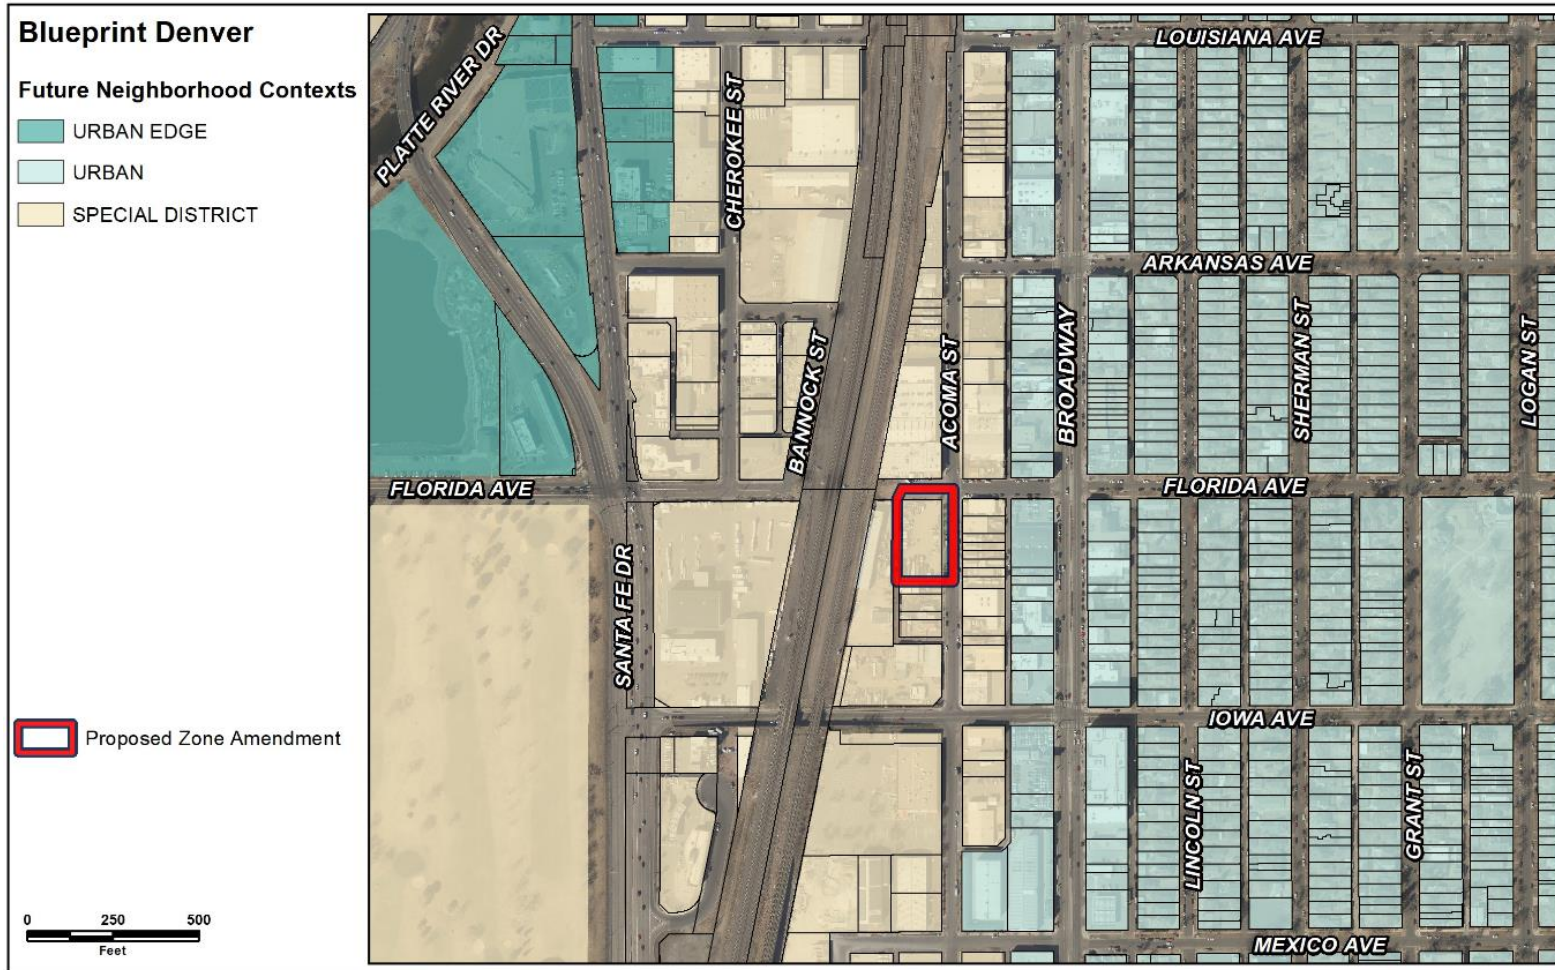 Blueprint Denver
Future Neighborhood Contexts
URBAN EDGE
URBAN
SPECIAL DISTRICT
Proposed Zone Amendment
0 250 500
Feet
LOUISIANA AVE
PLATTE RIVER DR
CHEROKEE ST
ARKANSAS AVE
BANNOCK ST
ACOMA ST
BROADWAY
SHERMAN ST
LOGAN ST
FLORIDA AVE
FLORIDA AVE
SANTA FE DR
IOWA AVE
LINCOLN ST
GRANT ST
MEXICO AVE